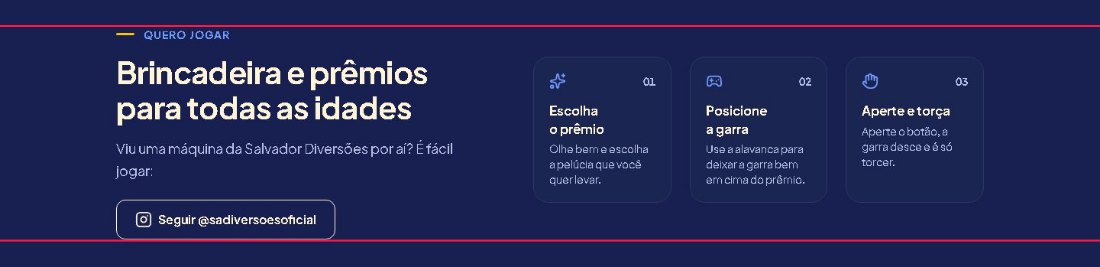 QUERO JOGAR
Brincadeira e prêmios
para todas as idades
Viu uma máquina da Salvador Diversões por aí? É fácil
jogar:
Seguir @sadiversoesoficial
01
Escolha
o prêmio
Olhe bem e escolha
a pelúcia que você
quer levar.
02
Posicione
a garra
Use a alavanca para
deixar a garra bem
em cima do prêmio.
03
Aperte e torça
Aperte o botão, a
garra desce e é só
torcer.